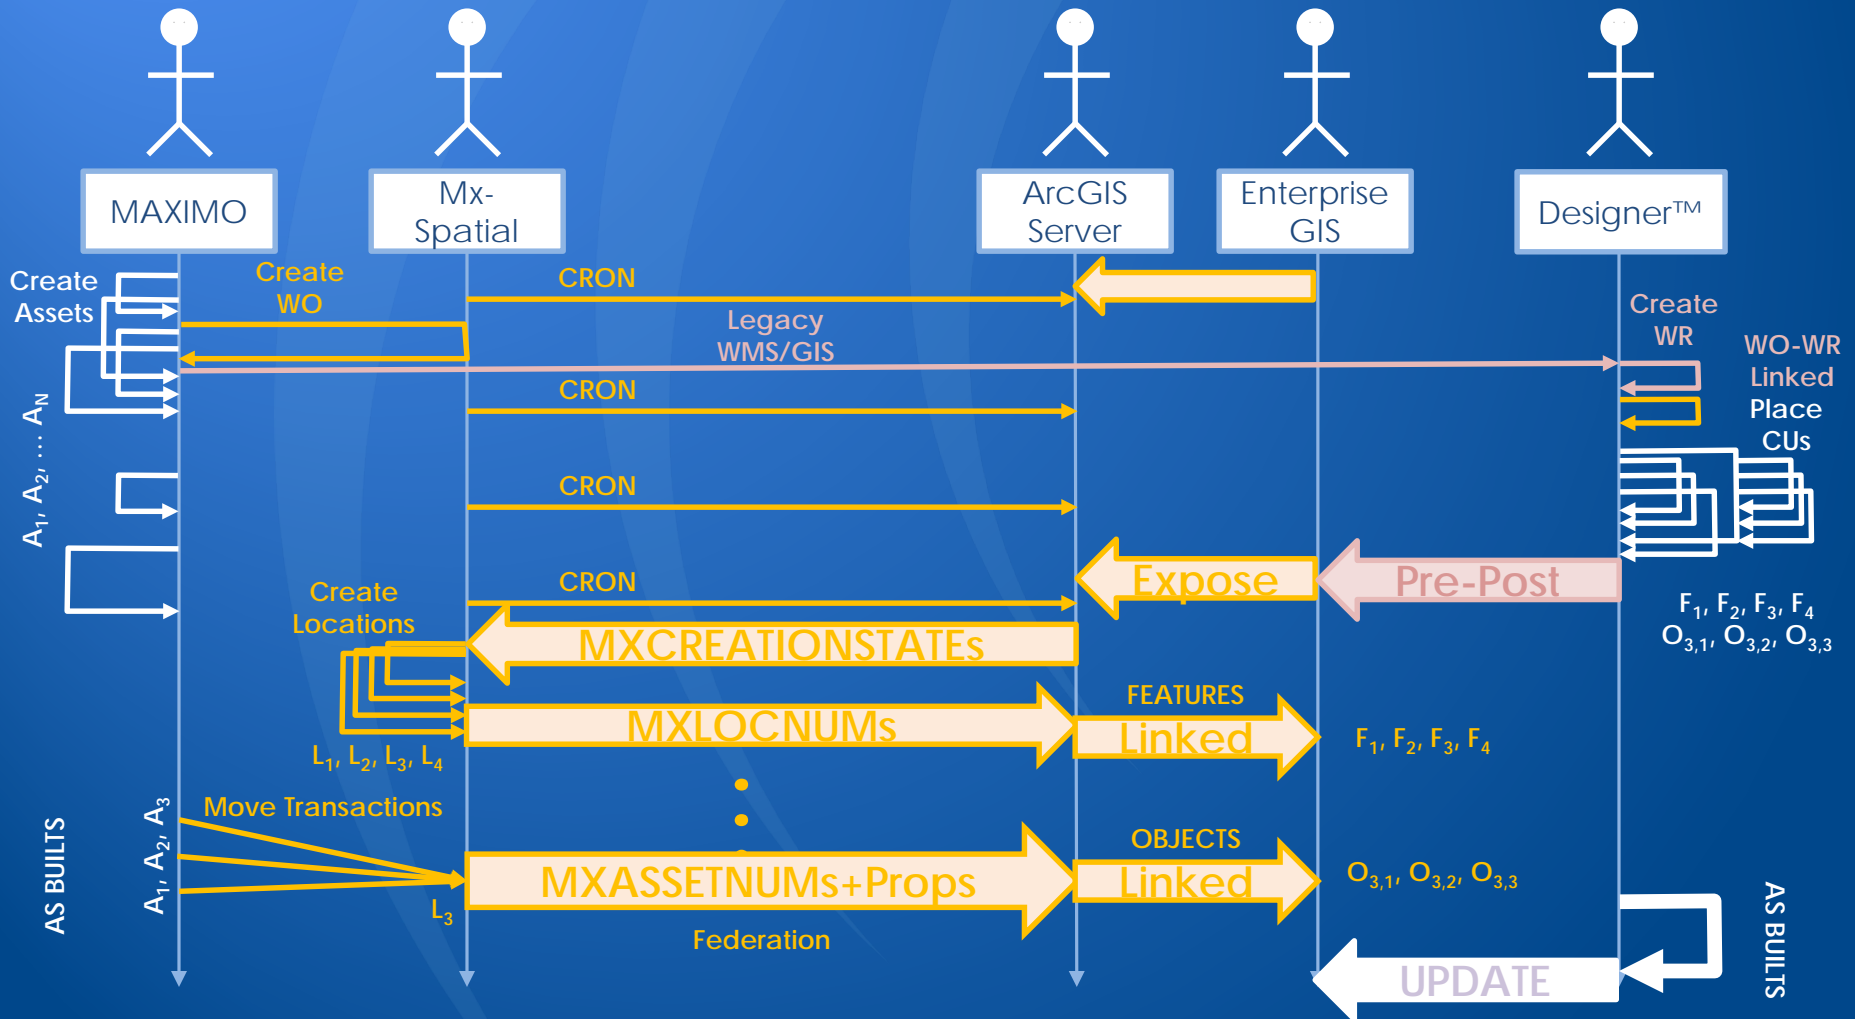 MAXIMO
Mx-
Spatial
ArcGIS
Server
Enterprise
GIS
Designer™
Create
Assets
Create
WO
CRON
Legacy
WMS/GIS
Create
WR
WO-WR
Linked
Place
CUs
CRON
A1, A2, ... AN
CRON
CRON
Expose
Pre-Post
F1, F2, F3, F4
O3,1, O3,2, O3,3
Create
Locations
MXCREATIONSTATEs
L1, L2, L3, L4
MXLOCNUMs
FEATURES
Linked
F1, F2, F3, F4
AS BUILTS
A1, A2, A3
Move Transactions
L3
MXASSETNUMs+Props
OBJECTS
Linked
O3,1, O3,2, O3,3
Federation
UPDATE
AS BUILTS